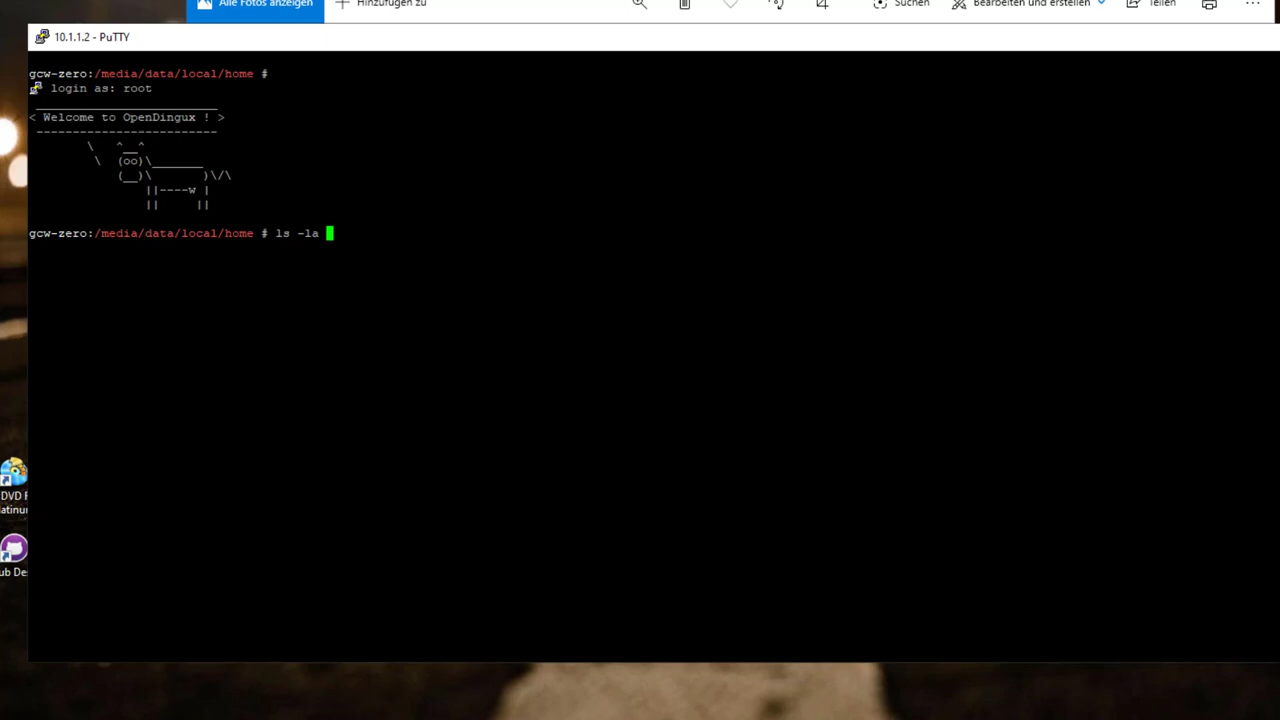 Alle Fotos anzeigen
Hinzufügen zu
Suchen
Bearbeiten und erstellen
Teilen
10.1.1.2 - PuTTY
gcw-zero:/media/data/local/home #
login as: root
 _________________________
< Welcome to OpenDingux ! >
 -------------------------
        \   ^__^
         \  (oo)\_______
            (__)\       )\/\
                ||----w |
                ||     ||
gcw-zero:/media/data/local/home # ls -la
DVD F
latinu
ub De